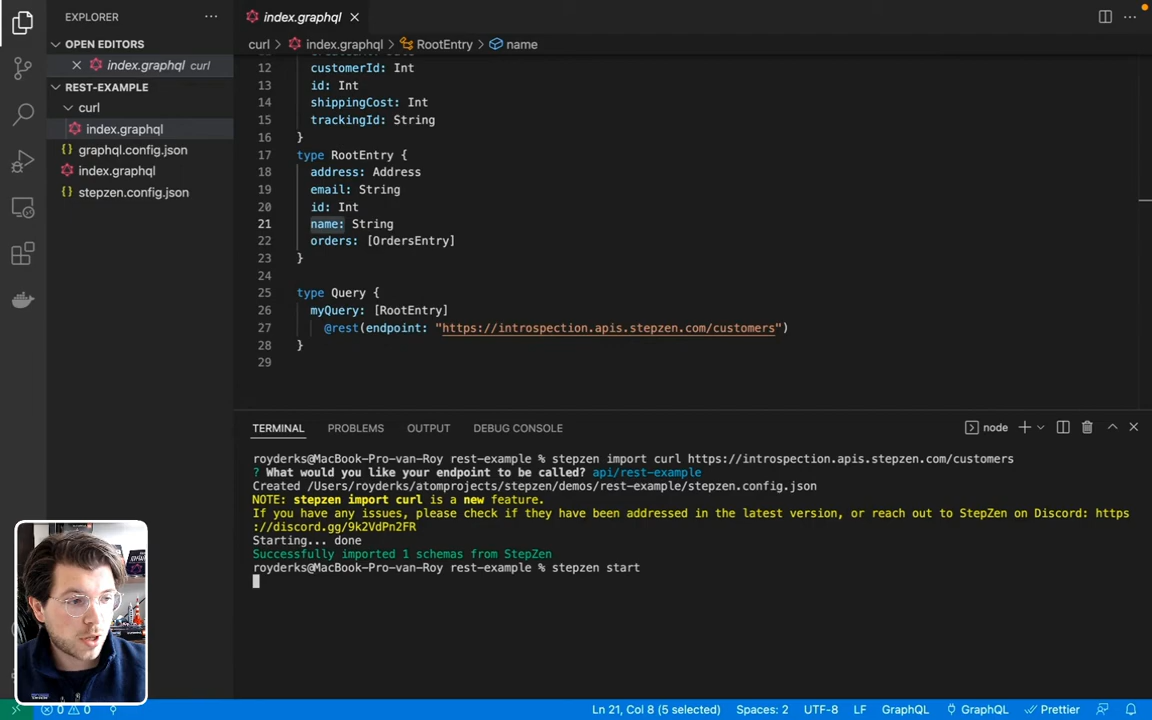 EXPLORER
OPEN EDITORS
index.graphql curl
REST-EXAMPLE
curl
index.graphql
graphql.config.json
index.graphql
stepzen.config.json
index.graphql
curl > index.graphql > RootEntry > name
12 customerId: Int
13 id: Int
14 shippingCost: Int
15 trackingId: String
16 }
17 type RootEntry {
18 address: Address
19 email: String
20 id: Int
21 name: String
22 orders: [OrdersEntry]
23 }
24
25 type Query {
26 myQuery: [RootEntry]
27 @rest(endpoint: "https://introspection.apis.stepzen.com/customers")
28 }
29
TERMINAL PROBLEMS OUTPUT DEBUG CONSOLE
node
royderks@MacBook-Pro-van-Roy rest-example % stepzen import curl https://introspection.apis.stepzen.com/customers
? What would you like your endpoint to be called? api/rest-example
Created /Users/royderks/atomprojects/stepzen/demos/rest-example/stepzen.config.json
NOTE: stepzen import curl is a new feature.
If you have any issues, please check if they have been addressed in the latest version, or reach out to StepZen on Discord: https
://discord.gg/9k2VdPn2FR
Starting... done
Successfully imported 1 schemas from StepZen
royderks@MacBook-Pro-van-Roy rest-example % stepzen start
0 0
Ln 21, Col 8 (5 selected) Spaces: 2 UTF-8 LF GraphQL GraphQL Prettier